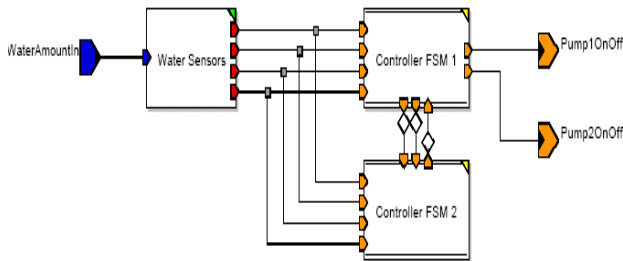 WaterAmountIn
Water Sensors
Controller FSM 1
Pump1OnOff
Pump2OnOff
Controller FSM 2